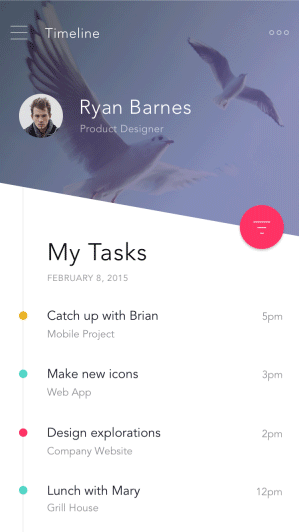 Timeline
Ryan Barnes
Product Designer
My Tasks
FEBRUARY 8, 2015
Catch up with Brian
5pm
Mobile Project
Make new icons
3pm
Web App
Design explorations
2pm
Company Website
Lunch with Mary
12pm
Grill House